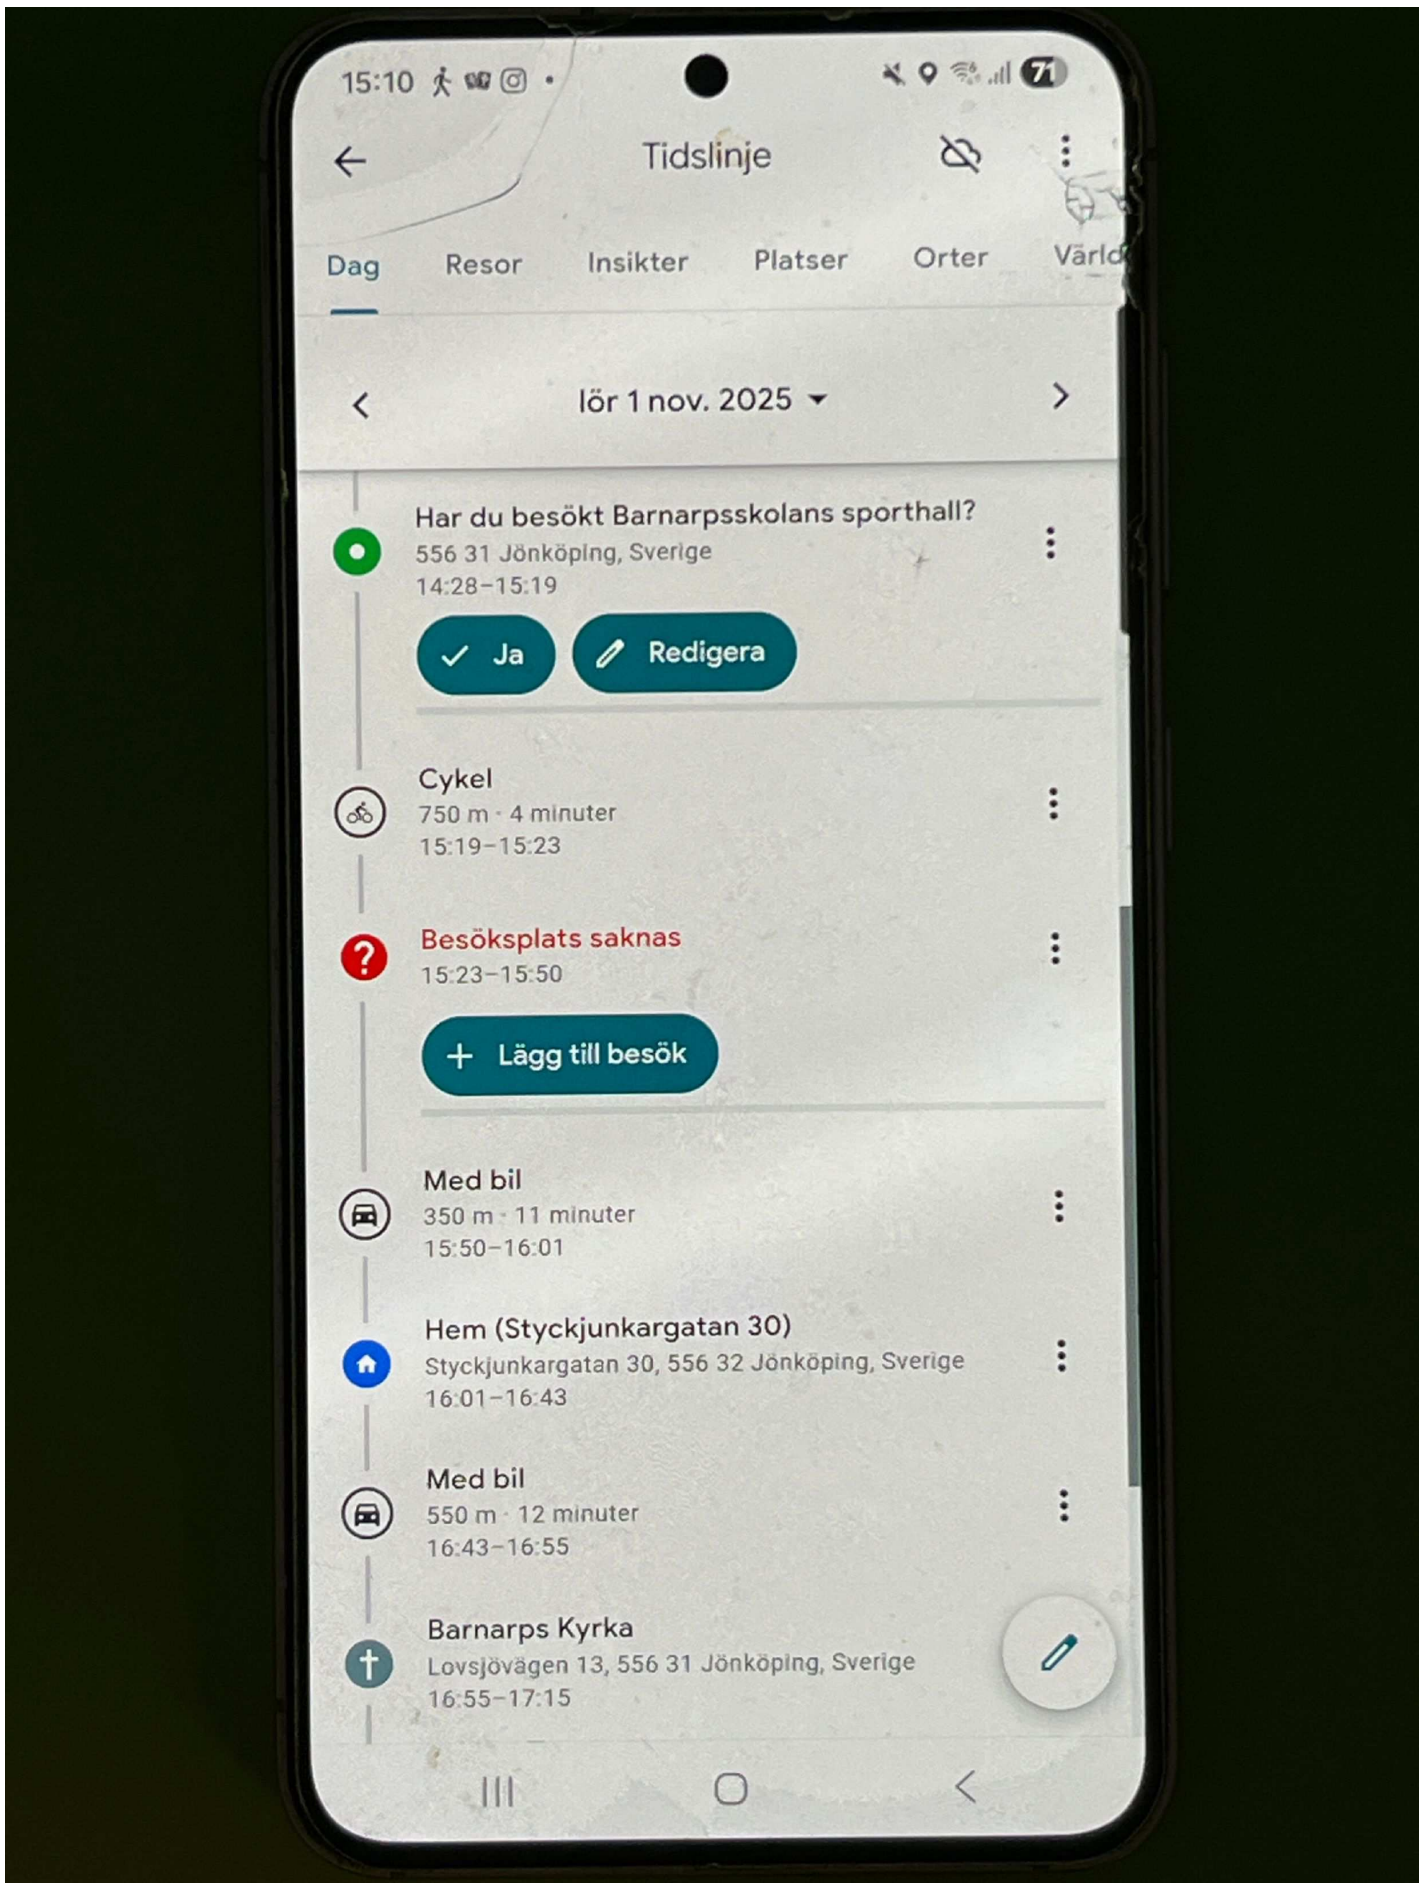 15:10
71
Tidslinje
Dag Resor Insikter Platser Orter Värld
lör 1 nov. 2025
Har du besökt Barnarpsskolans sporthall?
556 31 Jönköping, Sverige
14:28–15:19
Ja Redigera
Cykel
750 m · 4 minuter
15:19–15:23
Besöksplats saknas
15:23–15:50
+ Lägg till besök
Med bil
350 m · 11 minuter
15:50–16:01
Hem (Styckjunkargatan 30)
Styckjunkargatan 30, 556 32 Jönköping, Sverige
16:01–16:43
Med bil
550 m · 12 minuter
16:43–16:55
Barnarps Kyrka
Lovsjövägen 13, 556 31 Jönköping, Sverige
16:55–17:15